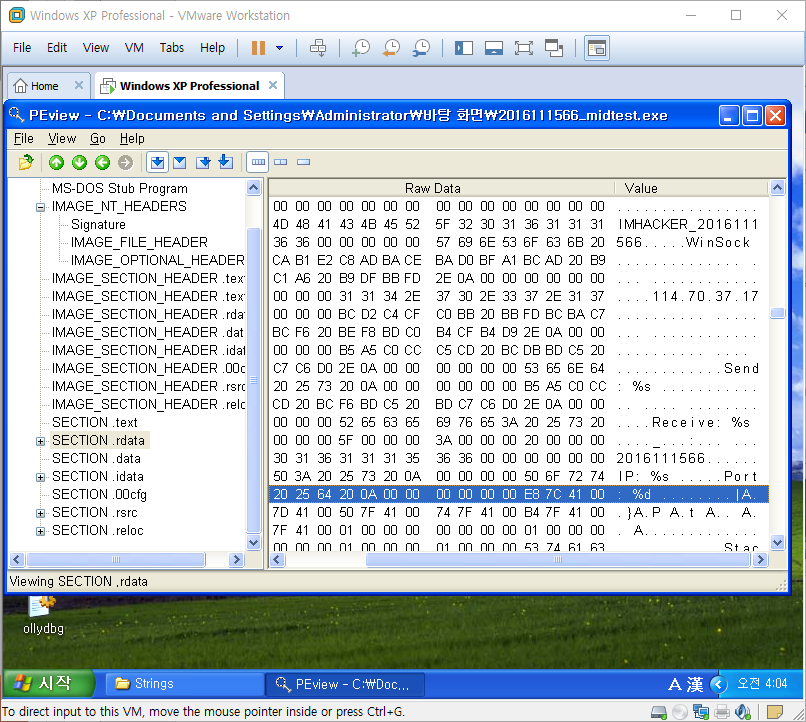 Windows XP Professional - VMware Workstation
File Edit View VM Tabs Help
Home Windows XP Professional
PEview - C:₩Documents and Settings₩Administrator₩바탕 화면₩2016111566_midtest.exe
File View Go Help
MS-DOS Stub Program
IMAGE_NT_HEADERS
Signature
IMAGE_FILE_HEADER
IMAGE_OPTIONAL_HEADER
IMAGE_SECTION_HEADER .text
IMAGE_SECTION_HEADER .text
IMAGE_SECTION_HEADER .rda
IMAGE_SECTION_HEADER .dat
IMAGE_SECTION_HEADER .idat
IMAGE_SECTION_HEADER .00c
IMAGE_SECTION_HEADER .rsrc
IMAGE_SECTION_HEADER .reloc
SECTION .text
SECTION .rdata
SECTION .data
SECTION .idata
SECTION .00cfg
SECTION .rsrc
SECTION .reloc
Raw Data Value
00 00 00 00 00 00 00 00 00 00 00 00 00 00 00 ................
4D 48 41 43 4B 45 52 5F 32 30 31 36 31 31 31 IMHACKER_2016111
36 36 00 00 00 00 00 57 69 6E 53 6F 63 6B 20 566.....WinSock
CA B1 E2 C8 AD BA CE BA D0 BF A1 BC AD 20 B9
C1 A6 20 B9 DF BB FD 2E 0A 00 00 00 00 00 00
00 00 00 31 31 34 2E 37 30 2E 33 37 2E 31 37 ....114.70.37.17
00 00 00 BC D2 C4 CF C0 BB 20 BB FD BC BA C7
BC F6 20 BE F8 BD C0 B4 CF B4 D9 2E 0A 00 00
00 00 00 B5 A5 C0 CC C5 CD 20 BC DB BD C5 20
C7 C6 D0 2E 0A 00 00 00 00 00 00 53 65 6E 64 Send
20 25 73 20 0A 00 00 00 00 00 00 B5 A5 C0 CC : %s
CD 20 BC F6 BD C5 20 BD C7 C6 D0 2E 0A 00 00
00 00 00 52 65 63 65 69 76 65 3A 20 25 73 20 ....Receive: %s
00 00 00 5F 00 00 00 3A 00 00 00 20 00 00 00
30 31 36 31 31 31 35 36 36 00 00 00 00 00 00 2016111566......
50 3A 20 25 73 20 0A 00 00 00 00 50 6F 72 74 IP: %s .....Port
20 25 64 20 0A 00 00 00 00 00 00 E8 7C 41 00 : %d .........|A.
7D 41 00 50 7F 41 00 74 7F 41 00 B4 7F 41 00 .}A.P.A.t.A...A.
7F 41 00 01 00 00 00 00 00 00 00 01 00 00 00 ..A.............
00 00 00 01 00 00 00 01 00 00 00 53 74 61 63 Stac
Viewing SECTION .rdata
ollydbg
시작 Strings PEview - C:₩Doc... A 漢 오전 4:04
To direct input to this VM, move the mouse pointer inside or press Ctrl+G.